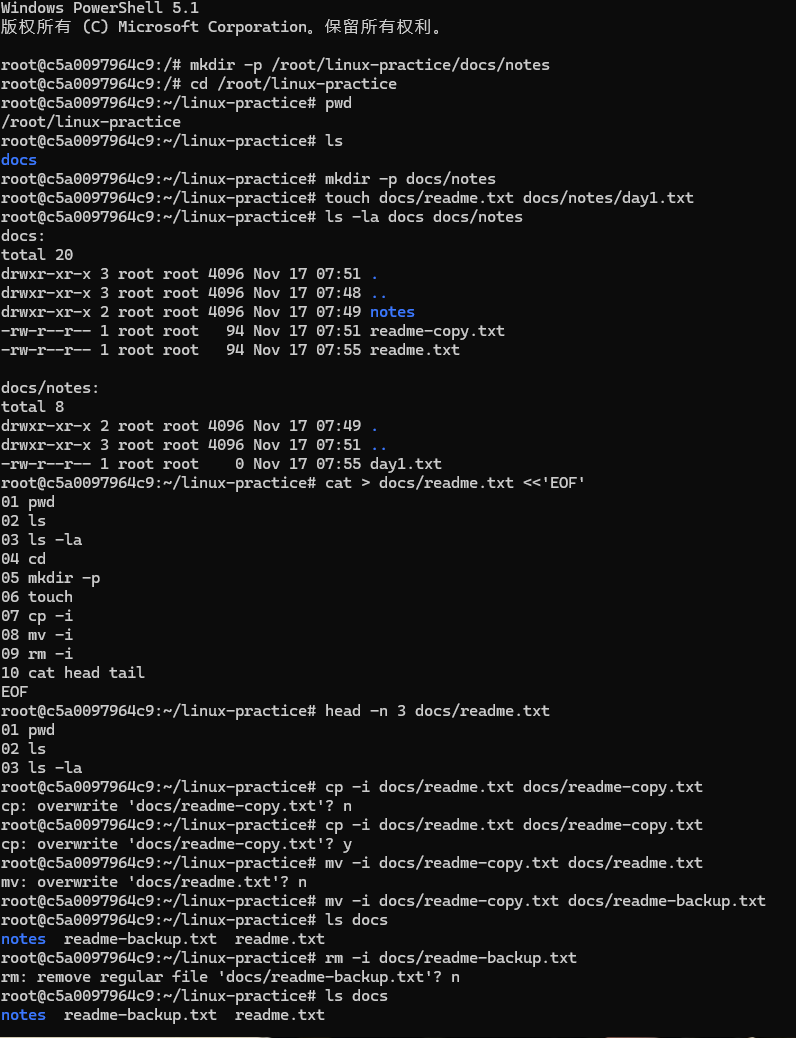 Windows PowerShell 5.1
版权所有 (C) Microsoft Corporation。保留所有权利。
root@c5a0097964c9:/# mkdir -p /root/linux-practice/docs/notes
root@c5a0097964c9:/# cd /root/linux-practice
root@c5a0097964c9:~/linux-practice# pwd
/root/linux-practice
root@c5a0097964c9:~/linux-practice# ls
docs
root@c5a0097964c9:~/linux-practice# mkdir -p docs/notes
root@c5a0097964c9:~/linux-practice# touch docs/readme.txt docs/notes/day1.txt
root@c5a0097964c9:~/linux-practice# ls -la docs docs/notes
docs:
total 20
drwxr-xr-x 3 root root 4096 Nov 17 07:51 .
drwxr-xr-x 3 root root 4096 Nov 17 07:48 ..
drwxr-xr-x 2 root root 4096 Nov 17 07:49 notes
-rw-r--r-- 1 root root   94 Nov 17 07:51 readme-copy.txt
-rw-r--r-- 1 root root   94 Nov 17 07:55 readme.txt
docs/notes:
total 8
drwxr-xr-x 2 root root 4096 Nov 17 07:49 .
drwxr-xr-x 3 root root 4096 Nov 17 07:51 ..
-rw-r--r-- 1 root root    0 Nov 17 07:55 day1.txt
root@c5a0097964c9:~/linux-practice# cat > docs/readme.txt <<'EOF'
01 pwd
02 ls
03 ls -la
04 cd
05 mkdir -p
06 touch
07 cp -i
08 mv -i
09 rm -i
10 cat head tail
EOF
root@c5a0097964c9:~/linux-practice# head -n 3 docs/readme.txt
01 pwd
02 ls
03 ls -la
root@c5a0097964c9:~/linux-practice# cp -i docs/readme.txt docs/readme-copy.txt
cp: overwrite 'docs/readme-copy.txt'? n
root@c5a0097964c9:~/linux-practice# cp -i docs/readme.txt docs/readme-copy.txt
cp: overwrite 'docs/readme-copy.txt'? y
root@c5a0097964c9:~/linux-practice# mv -i docs/readme-copy.txt docs/readme.txt
mv: overwrite 'docs/readme.txt'? n
root@c5a0097964c9:~/linux-practice# mv -i docs/readme-copy.txt docs/readme-backup.txt
root@c5a0097964c9:~/linux-practice# ls docs
notes  readme-backup.txt  readme.txt
root@c5a0097964c9:~/linux-practice# rm -i docs/readme-backup.txt
rm: remove regular file 'docs/readme-backup.txt'? n
root@c5a0097964c9:~/linux-practice# ls docs
notes  readme-backup.txt  readme.txt